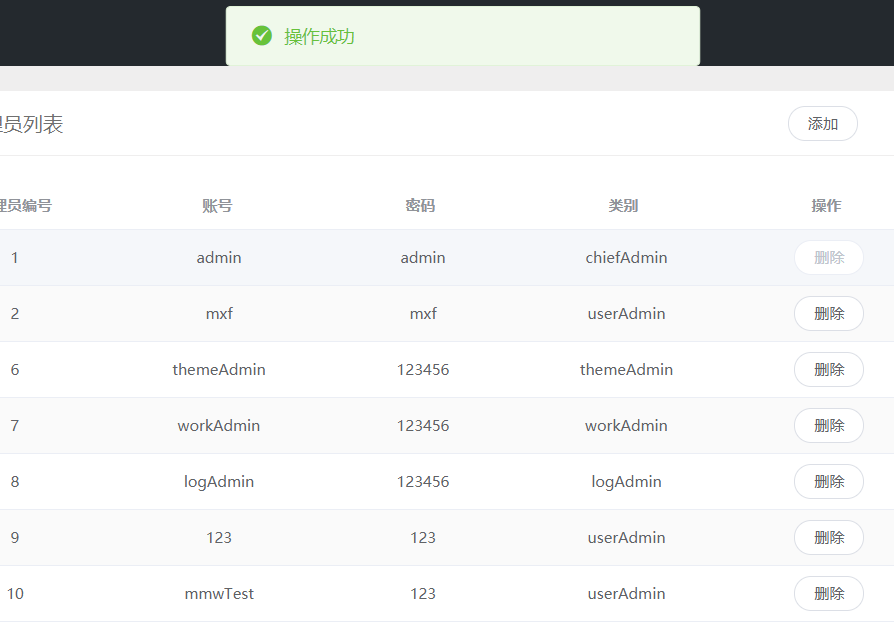 操作成功
理员列表
添加
理员编号 账号 密码 类别 操作
1 admin admin chiefAdmin 删除
2 mxf mxf userAdmin 删除
6 themeAdmin 123456 themeAdmin 删除
7 workAdmin 123456 workAdmin 删除
8 logAdmin 123456 logAdmin 删除
9 123 123 userAdmin 删除
10 mmwTest 123 userAdmin 删除